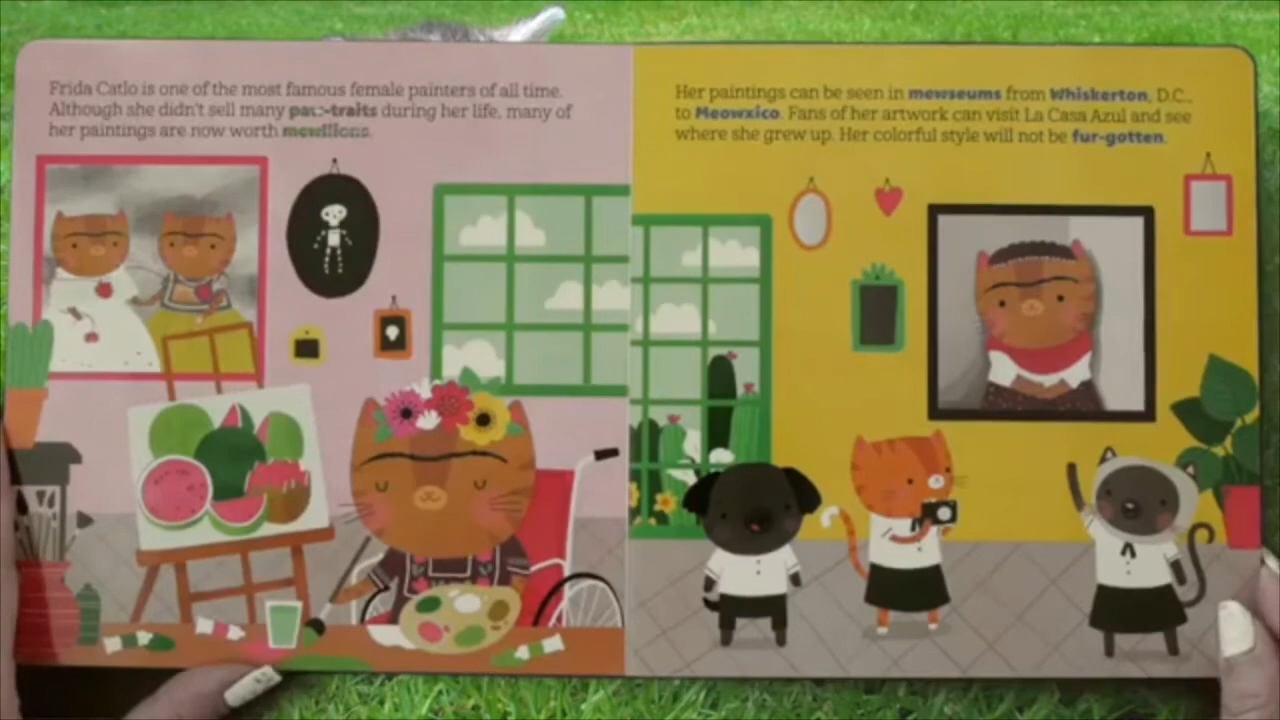 Frida Catlo is one of the most famous female painters of all time.
Although she didn't sell many paw-traits during her life, many of
her paintings are now worth mewllions.
Her paintings can be seen in mewseums from Whiskerton, D.C.,
to Meowxico. Fans of her artwork can visit La Casa Azul and see
where she grew up. Her colorful style will not be fur-gotten.